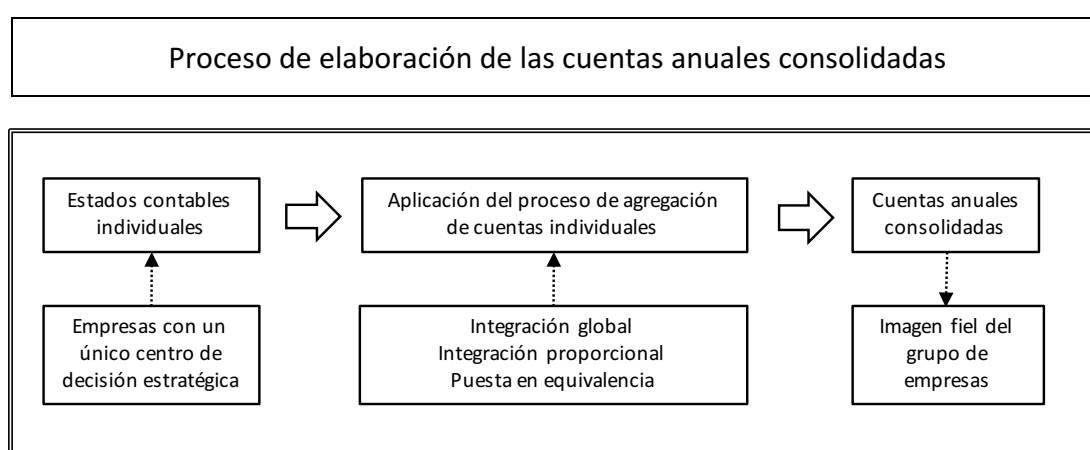 Proceso de elaboración de las cuentas anuales consolidadas
Estados contables
individuales
Aplicación del proceso de agregación
de cuentas individuales
Cuentas anuales
consolidadas
Empresas con un
único centro de
decisión estratégica
Integración global
Integración proporcional
Puesta en equivalencia
Imagen fiel del
grupo de
empresas